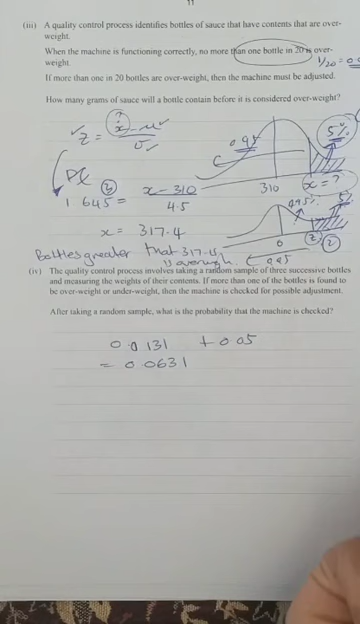 11
(iii) A quality control process identifies bottles of sauce that have contents that are over-
weight.
When the machine is functioning correctly, no more than one bottle in 20 is over-
weight.
1/20 = 0.0
If more than one in 20 bottles are over-weight, then the machine must be adjusted.
How many grams of sauce will a bottle contain before it is considered over-weight?
z = x - μ
σ
0.95
5%
310
x = ?
1.645 = x - 310
4.5
x = 317.4
0.95%
5%
0
Z
Bottles greater that 317.4
is overweigh.
0.95
(iv) The quality control process involves taking a random sample of three successive bottles
and measuring the weights of their contents. If more than one of the bottles is found to
be over-weight or under-weight, then the machine is checked for possible adjustment.
After taking a random sample, what is the probability that the machine is checked?
0.0131 + 0.05
= 0.0631